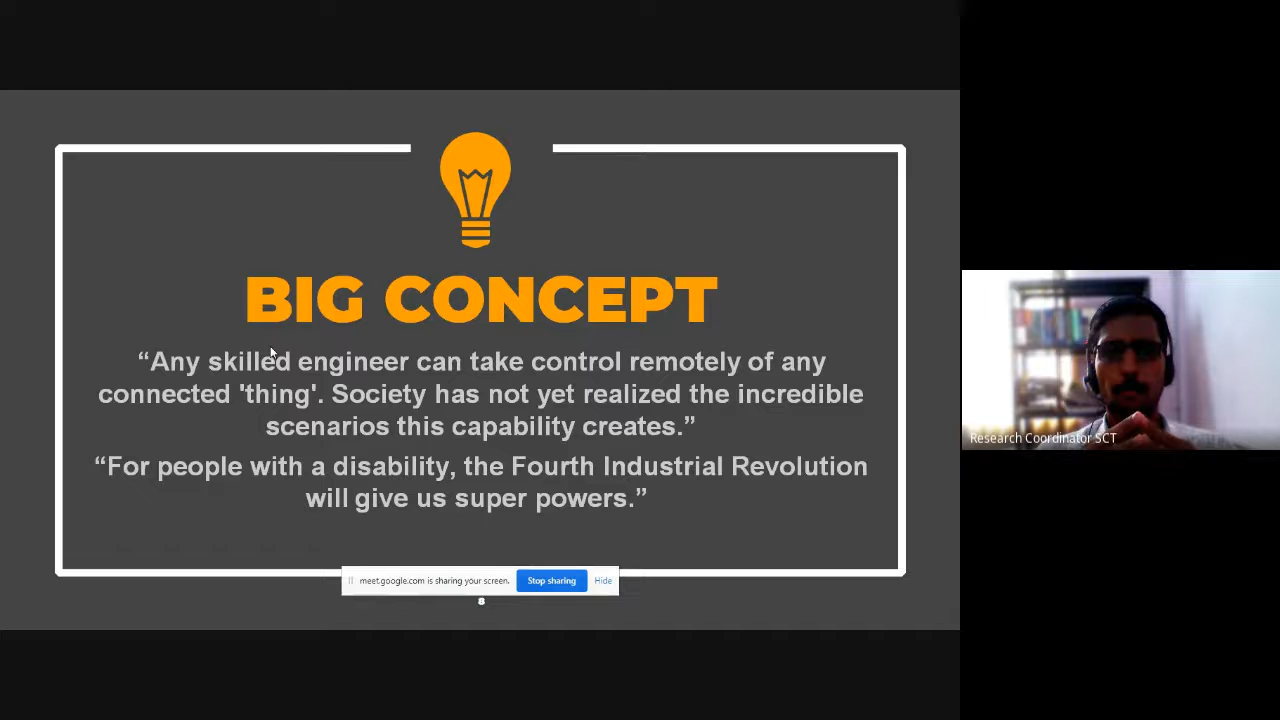 BIG CONCEPT
“Any skilled engineer can take control remotely of any
connected 'thing'. Society has not yet realized the incredible
scenarios this capability creates.”
“For people with a disability, the Fourth Industrial Revolution
will give us super powers.”
meet.google.com is sharing your screen. Stop sharing Hide
8
Research Coordinator SCT